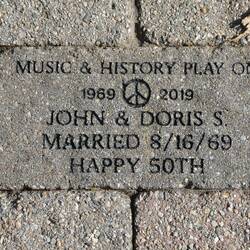 MUSIC & HISTORY PLAY ON
1969 2019
JOHN & DORIS S.
MARRIED 8/16/69
HAPPY 50TH